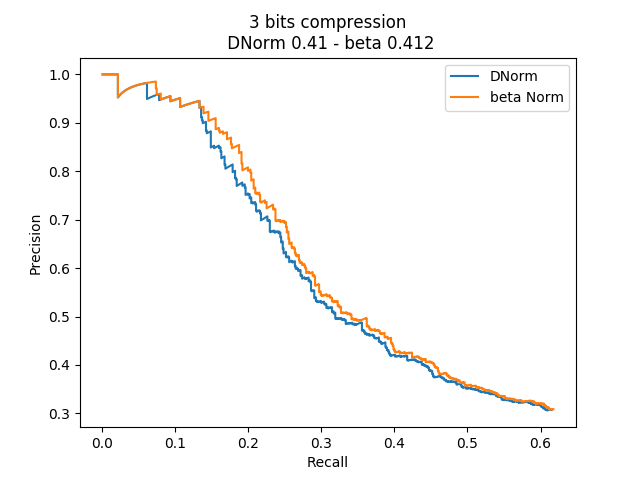 3 bits compression
DNorm 0.41 - beta 0.412
DNorm
beta Norm
Precision
1.0
0.9
0.8
0.7
0.6
0.5
0.4
0.3
0.0 0.1 0.2 0.3 0.4 0.5 0.6
Recall